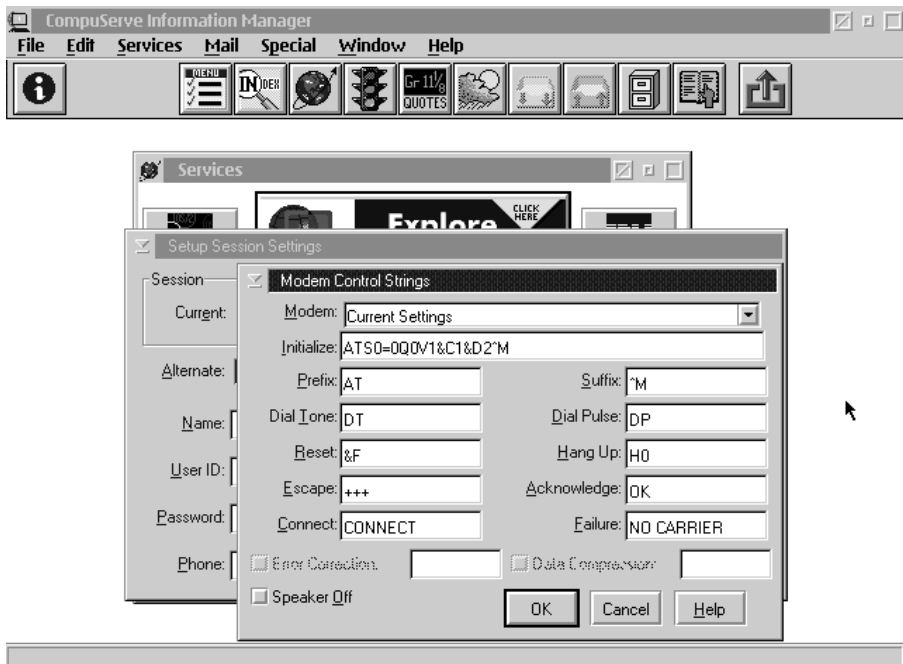 CompuServe Information Manager
File Edit Services Mail Special Window Help
MENU
INDEX
Gr 11⅛
QUOTES
Services
OS/2
Explore
CLICK
HERE
Setup Session Settings
Session
Modem Control Strings
Current:
Modem: Current Settings
Initialize: ATS0=0Q0V1&C1&D2^M
Alternate:
Prefix: AT Suffix: ^M
Name:
Dial Tone: DT Dial Pulse: DP
Reset: &F Hang Up: H0
User ID:
Escape: +++ Acknowledge: OK
Password:
Connect: CONNECT Failure: NO CARRIER
Phone:
Error Correction: Data Compression:
Speaker Off
OK Cancel Help